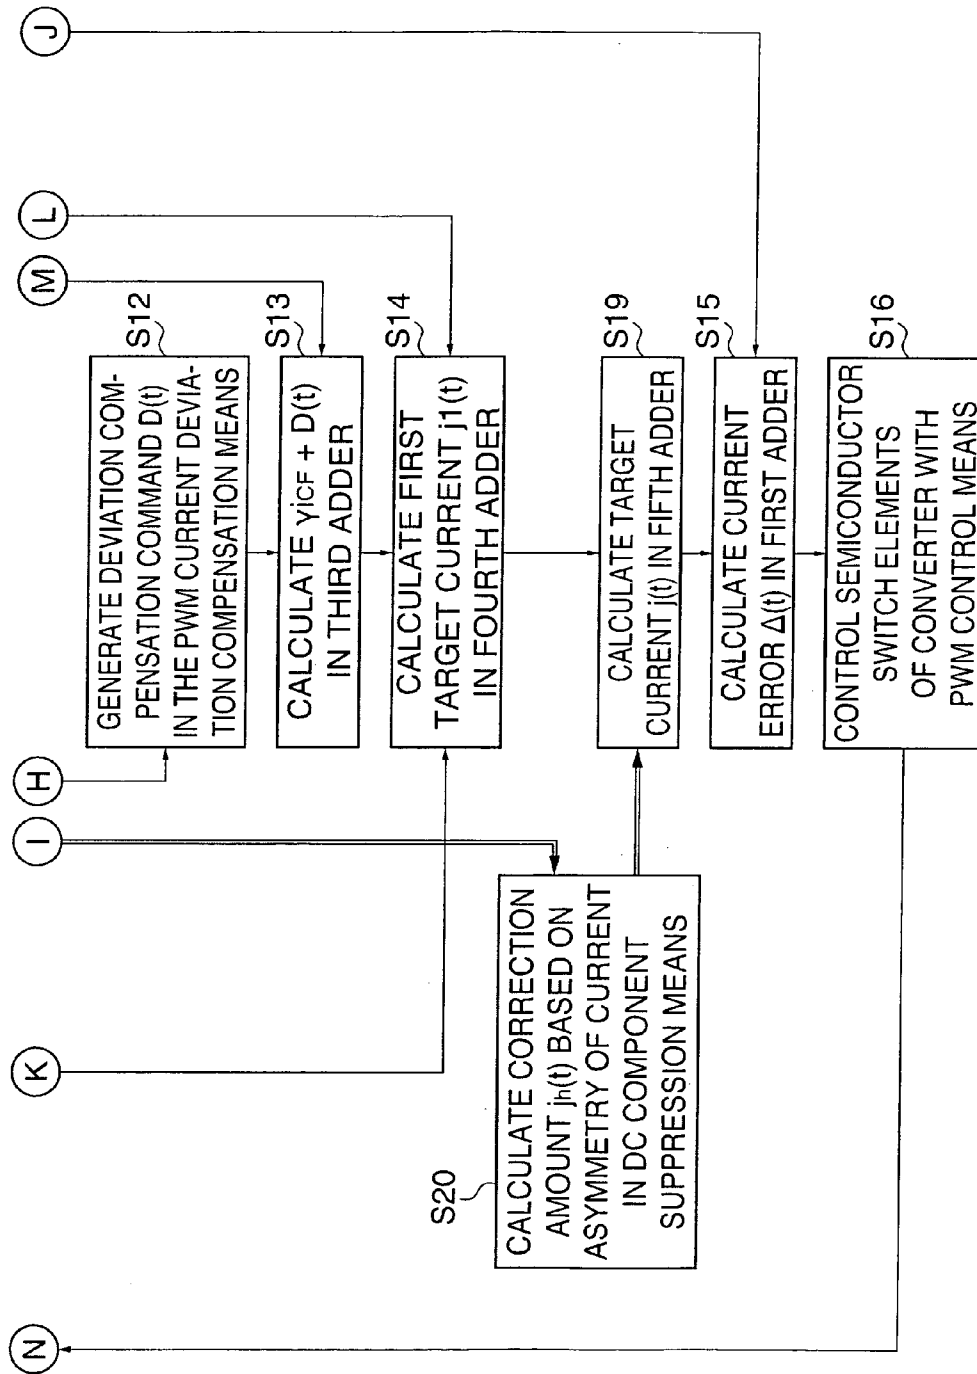 N
K
I
H
M
L
J
S12
GENERATE DEVIATION COM-
PENSATION COMMAND D(t)
IN THE PWM CURRENT DEVIA-
TION COMPENSATION MEANS
S13
CALCULATE γiCF + D(t)
IN THIRD ADDER
S14
CALCULATE FIRST
TARGET CURRENT j1(t)
IN FOURTH ADDER
S20
CALCULATE CORRECTION
AMOUNT jh(t) BASED ON
ASYMETRY OF CURRENT
IN DC COMPONENT
SUPPRESSION MEANS
S19
CALCULATE TARGET
CURRENT j(t) IN FIFTH ADDER
S15
CALCULATE CURRENT
ERROR Δ(t) IN FIRST ADDER
S16
CONTROL SEMICONDUCTOR
SWITCH ELEMENTS
OF CONVERTER WITH
PWM CONTROL MEANS